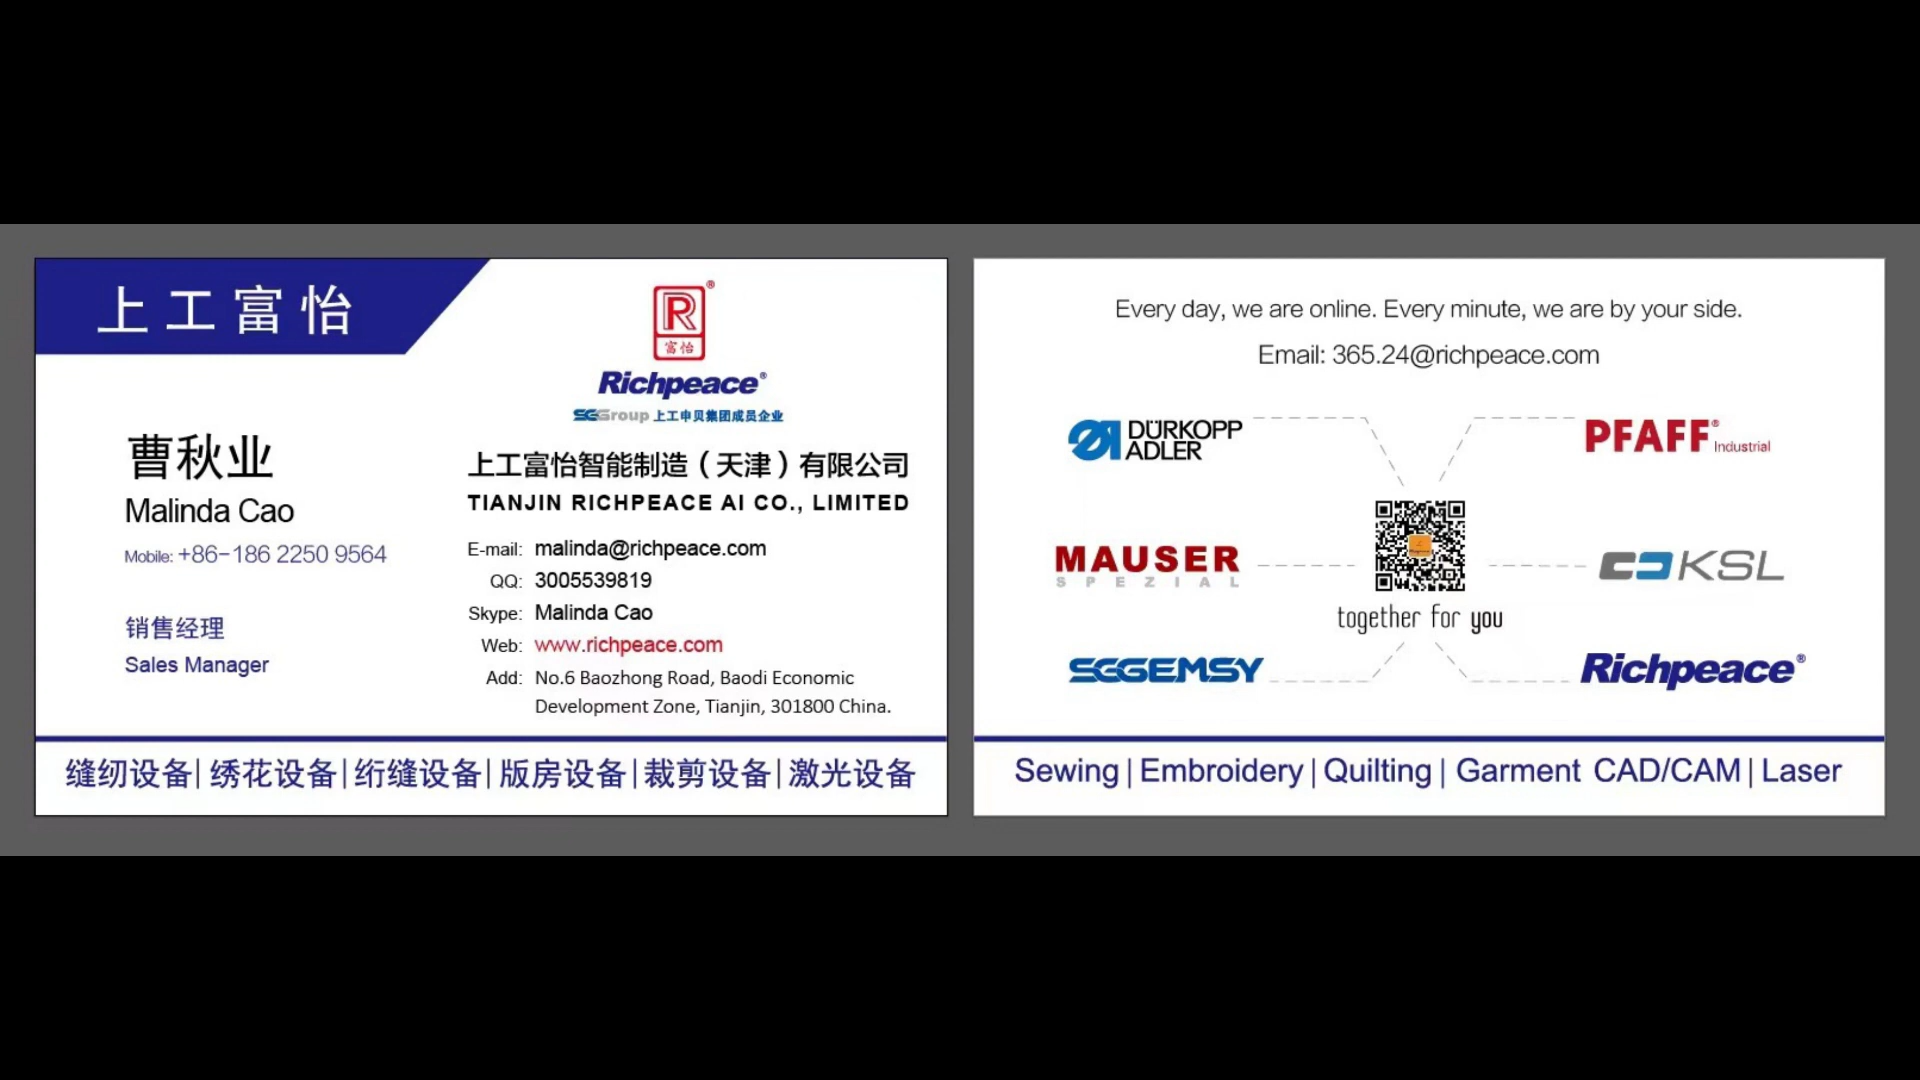 上工富怡
R®
富怡
Richpeace®
SGGroup 上工申贝集团成员企业
曹秋业
Malinda Cao
Mobile: +86-186 2250 9564
销售经理
Sales Manager
上工富怡智能制造（天津）有限公司
TIANJIN RICHPEACE AI CO., LIMITED
E-mail: malinda@richpeace.com
QQ: 3005539819
Skype: Malinda Cao
Web: www.richpeace.com
Add: No.6 Baozhong Road, Baodi Economic
Development Zone, Tianjin, 301800 China.
缝纫设备|绣花设备|绗缝设备|版房设备|裁剪设备|激光设备
Every day, we are online. Every minute, we are by your side.
Email: 365.24@richpeace.com
DÜRKOPP
ADLER
PFAFF® Industrial
MAUSER
SPEZIAL
KSL
together for you
SGGEMSY
Richpeace®
Sewing|Embroidery|Quilting| Garment CAD/CAM|Laser